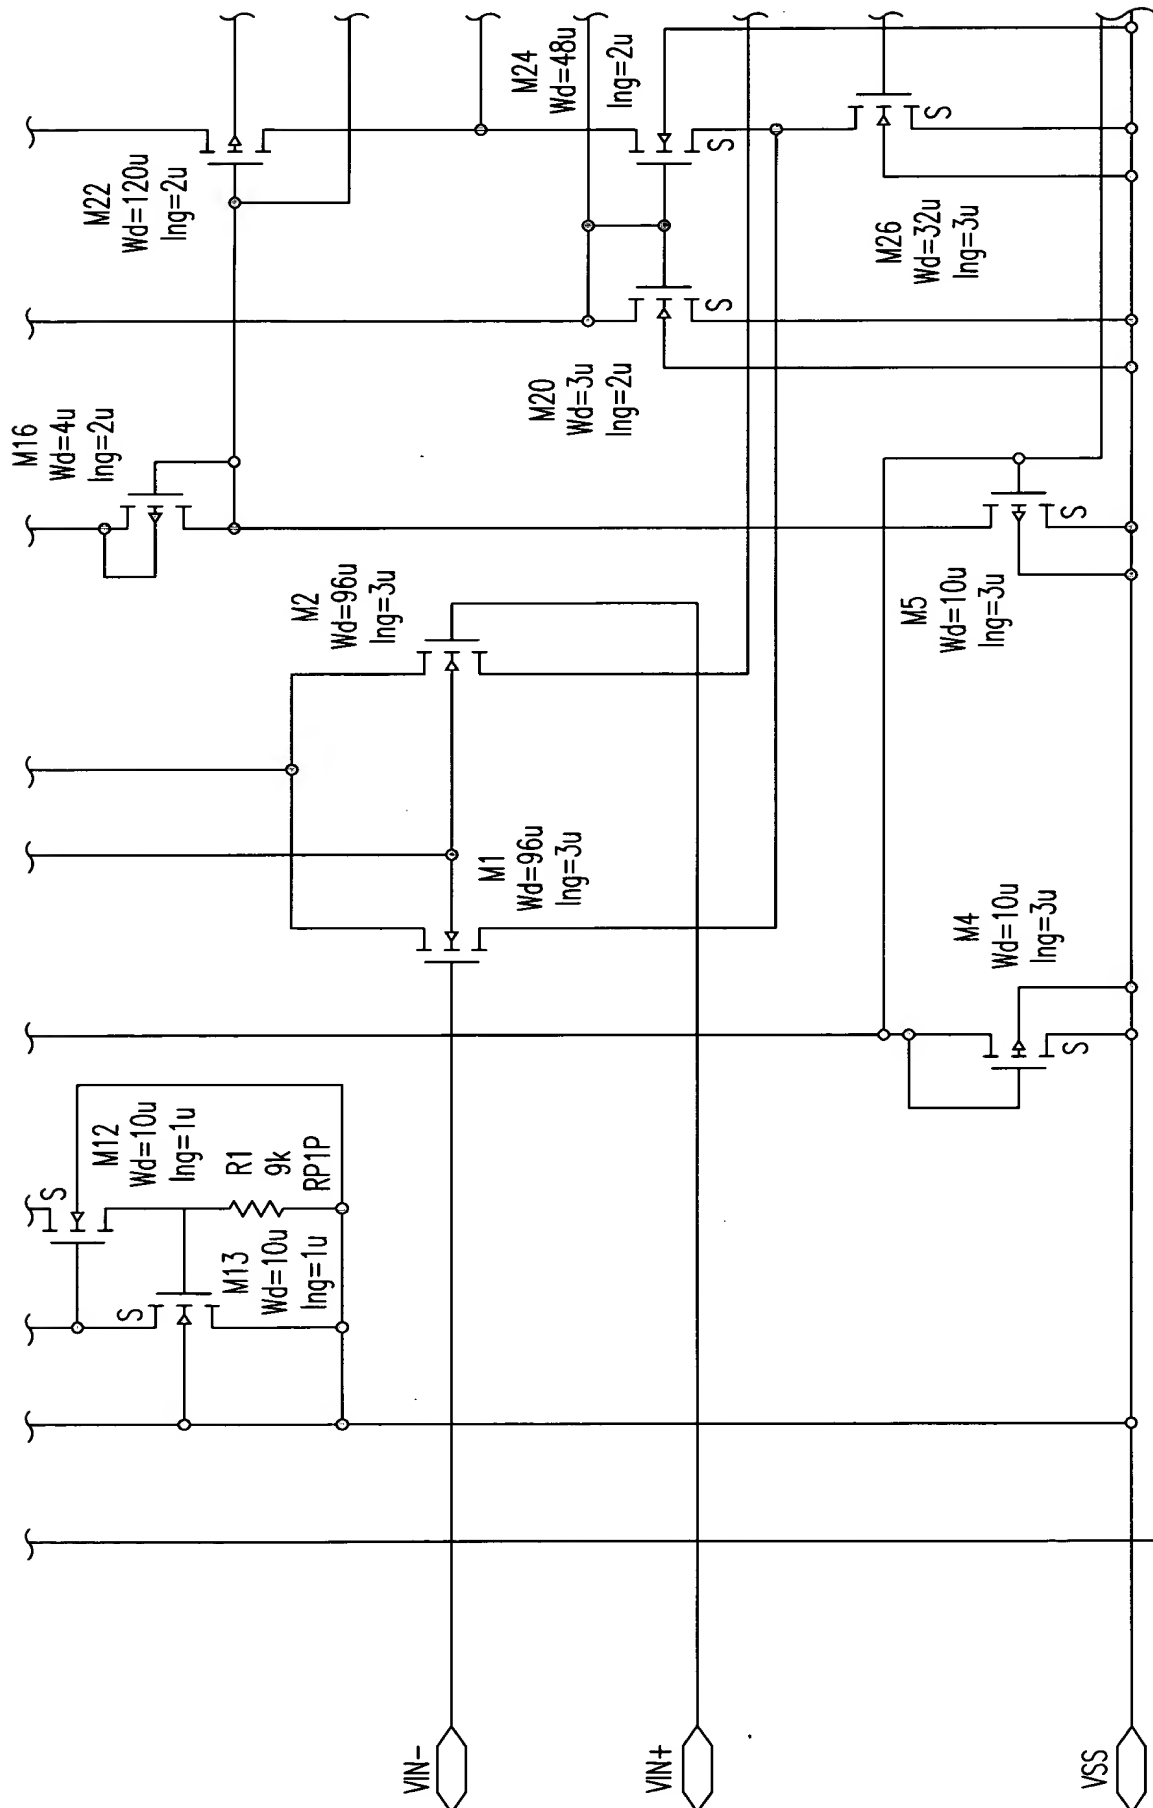 M22
Wd=120u
lng=2u
M24
Wd=48u
lng=2u
S
M26
Wd=32u
lng=3u
S
M20
Wd=3u
lng=2u
S
M16
Wd=4u
lng=2u
M5
Wd=10u
lng=3u
S
M2
Wd=96u
lng=3u
M1
Wd=96u
lng=3u
M4
Wd=10u
lng=3u
S
M12
Wd=10u
lng=1u
S
R1
9k
RP1P
M13
Wd=10u
lng=1u
S
VIN-
VIN+
VSS